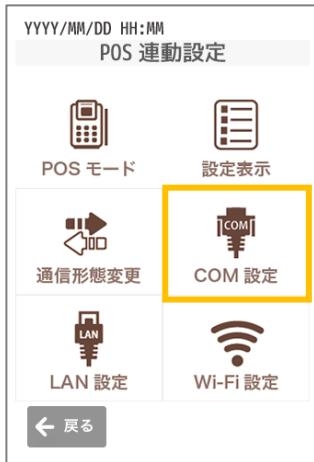 YYYY/MM/DD HH:MM
POS 連動設定
POS モード
設定表示
通信形態変更
COM
COM 設定
LAN
LAN 設定
Wi-Fi 設定
戻る